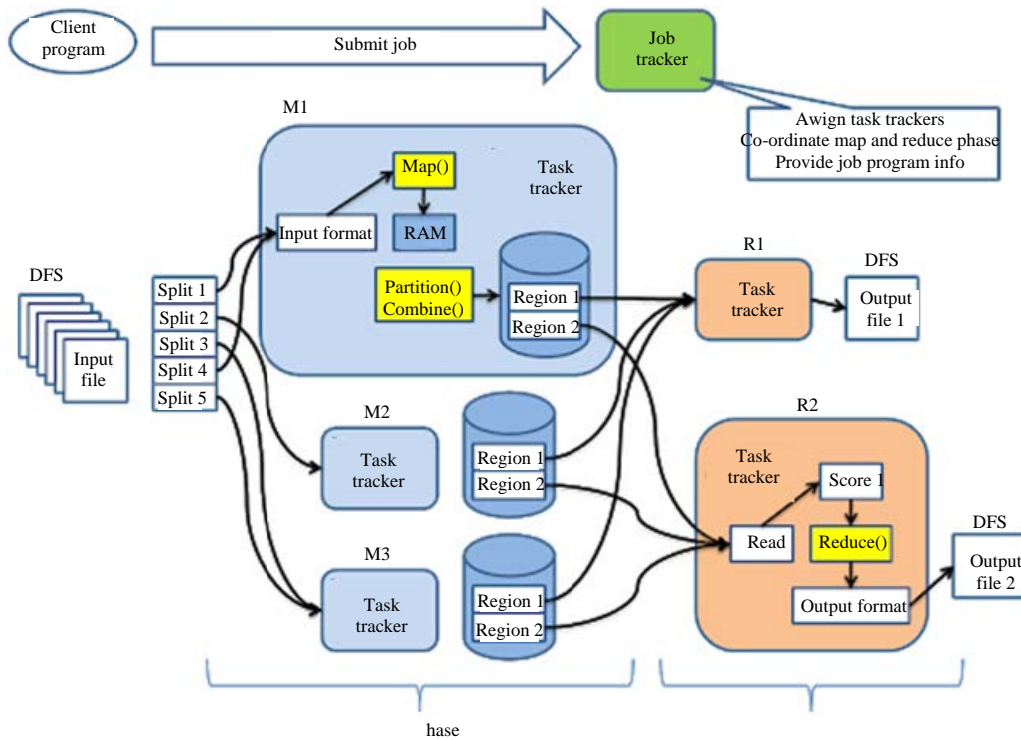 Client
program
Submit job
Job
tracker
Awign task trackers
Co-ordinate map and reduce phase
Provide job program info
M1
Map()
Task
tracker
Input format
RAM
Partition()
Combine()
Region 1
Region 2
DFS
Input
file
Split 1
Split 2
Split 3
Split 4
Split 5
M2
Task
tracker
Region 1
Region 2
M3
Task
tracker
Region 1
Region 2
R1
Task
tracker
DFS
Output
file 1
R2
Task
tracker
Score 1
Read
Reduce()
Output format
DFS
Output
file 2
hase